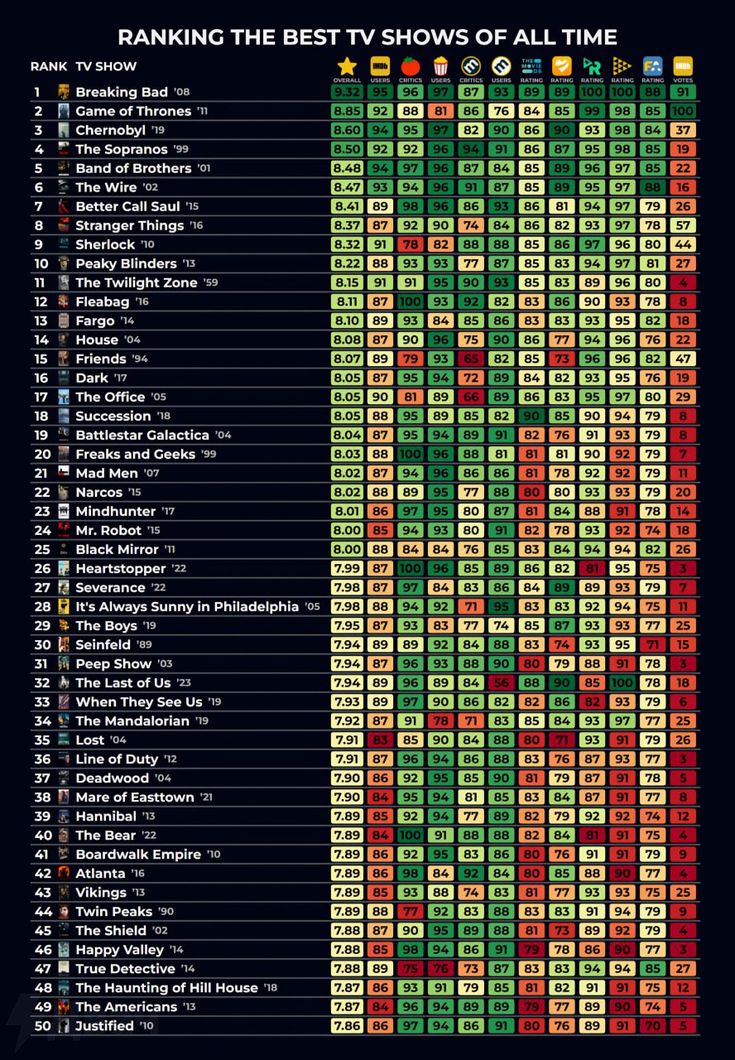 RANKING THE BEST TV SHOWS OF ALL TIME
RANK TV SHOW IMDb THE MOVIE DB
OVERALL USERS CRITICS USERS CRITICS USERS RATING RATING RATING RATING RATING VOTES
1 Breaking Bad '08 9.32 95 96 97 87 93 89 89 100 100 88 91
2 Game of Thrones '11 8.85 92 88 81 86 76 84 85 99 98 85 100
3 Chernobyl '19 8.60 94 95 97 82 90 86 90 93 98 84 37
4 The Sopranos '99 8.50 92 92 96 94 91 86 87 95 98 85 19
5 Band of Brothers '01 8.48 94 97 96 87 84 85 89 96 97 85 22
6 The Wire '02 8.47 93 94 96 91 87 85 89 95 97 88 16
7 Better Call Saul '15 8.41 89 98 96 86 93 86 81 94 97 79 26
8 Stranger Things '16 8.37 87 92 90 74 84 86 82 93 97 78 57
9 Sherlock '10 8.32 91 78 82 88 88 85 86 97 96 80 44
10 Peaky Blinders '13 8.22 88 93 93 77 87 85 83 94 97 81 27
11 The Twilight Zone '59 8.15 91 91 95 90 93 85 83 89 96 80 4
12 Fleabag '16 8.11 87 100 93 92 82 83 86 90 93 78 8
13 Fargo '14 8.10 89 93 84 85 86 83 83 93 95 82 18
14 House '04 8.08 87 90 96 75 90 86 77 94 96 76 22
15 Friends '94 8.07 89 79 93 65 82 85 73 96 96 82 47
16 Dark '17 8.05 87 95 94 72 89 84 82 93 95 76 19
17 The Office '05 8.05 90 81 89 66 89 86 83 95 97 80 29
18 Succession '18 8.05 88 95 89 85 82 90 85 90 94 79 8
19 Battlestar Galactica '04 8.04 87 95 94 89 91 82 76 91 93 79 8
20 Freaks and Geeks '99 8.03 88 100 96 88 81 81 81 90 92 79 7
21 Mad Men '07 8.02 87 94 96 86 86 81 78 92 92 79 11
22 Narcos '15 8.02 88 89 95 77 88 80 80 93 93 79 20
23 Mindhunter '17 8.01 86 97 95 80 87 81 84 88 91 78 14
24 Mr. Robot '15 8.00 85 94 93 80 91 82 78 93 92 74 18
25 Black Mirror '11 8.00 88 84 84 76 85 83 84 94 94 82 26
26 Heartstopper '22 7.99 87 100 96 85 89 86 82 81 95 75 3
27 Severance '22 7.98 87 97 84 83 86 84 89 89 93 79 7
28 It's Always Sunny in Philadelphia '05 7.98 88 94 92 71 95 83 83 92 94 75 11
29 The Boys '19 7.95 87 93 83 77 74 85 87 93 93 77 25
30 Seinfeld '89 7.94 89 89 92 84 88 83 74 93 95 71 15
31 Peep Show '03 7.94 87 96 93 88 90 80 79 88 91 78 3
32 The Last of Us '23 7.94 89 96 89 84 56 88 90 85 100 78 18
33 When They See Us '19 7.93 89 97 90 86 82 82 86 82 93 79 6
34 The Mandalorian '19 7.92 87 91 78 71 83 85 84 93 97 77 25
35 Lost '04 7.91 83 85 90 84 88 80 71 93 91 79 26
36 Line of Duty '12 7.91 87 96 94 86 88 83 76 87 93 77 3
37 Deadwood '04 7.90 86 92 95 85 90 81 79 87 91 78 5
38 Mare of Easttown '21 7.90 84 95 94 81 85 83 84 87 91 77 8
39 Hannibal '13 7.89 85 92 94 77 89 82 79 92 92 74 12
40 The Bear '22 7.89 84 100 91 88 88 82 84 81 91 75 4
41 Boardwalk Empire '10 7.89 86 92 95 83 86 80 76 91 91 79 9
42 Atlanta '16 7.89 86 98 84 92 84 80 85 88 90 77 4
43 Vikings '13 7.89 85 93 88 74 83 81 77 93 93 75 25
44 Twin Peaks '90 7.89 88 77 92 83 88 83 83 91 94 79 9
45 The Shield '02 7.88 87 90 95 89 88 81 73 89 92 79 4
46 Happy Valley '14 7.88 85 98 94 86 91 79 78 86 90 77 3
47 True Detective '14 7.88 89 75 76 73 87 83 83 94 94 85 27
48 The Haunting of Hill House '18 7.87 86 93 91 79 85 81 82 91 91 75 12
49 The Americans '13 7.87 84 96 94 89 89 79 77 89 90 74 5
50 Justified '10 7.86 86 97 94 86 91 80 76 89 91 70 5